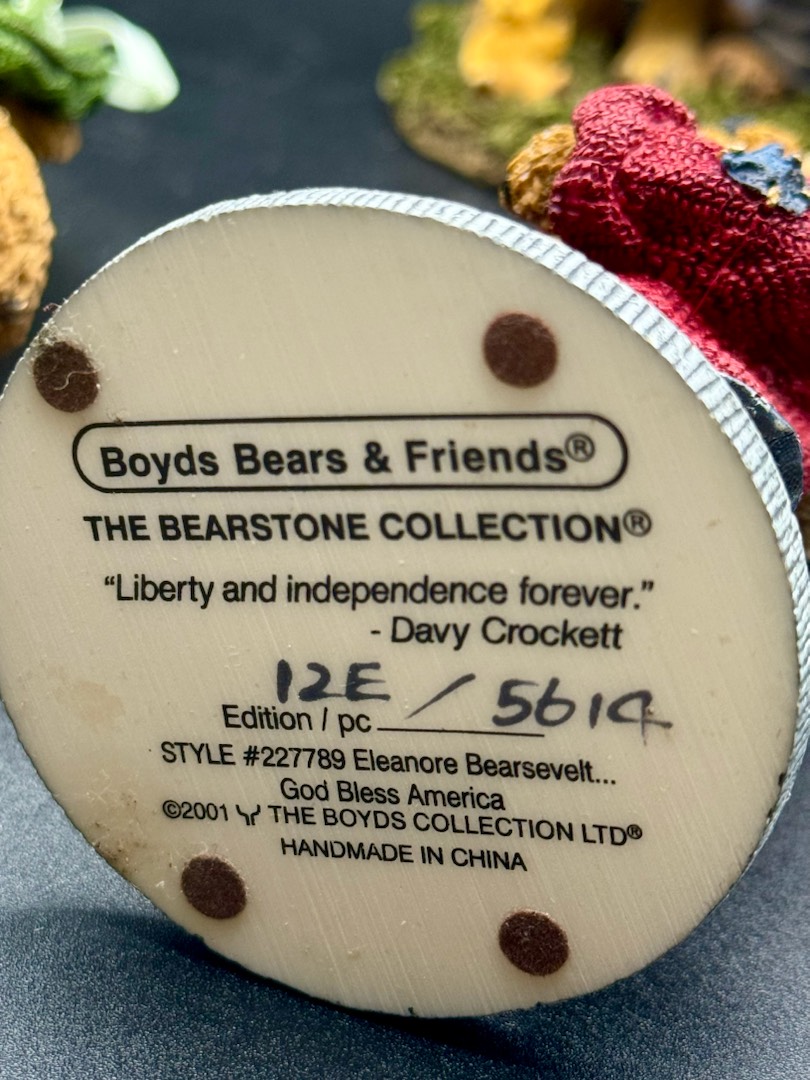 Boyds Bears & Friends®
THE BEARSTONE COLLECTION®
“Liberty and independence forever.”
- Davy Crockett
12E / 5614
Edition / pc
STYLE #227789 Eleanore Bearsevelt...
God Bless America
©2001 THE BOYDS COLLECTION LTD®
HANDMADE IN CHINA